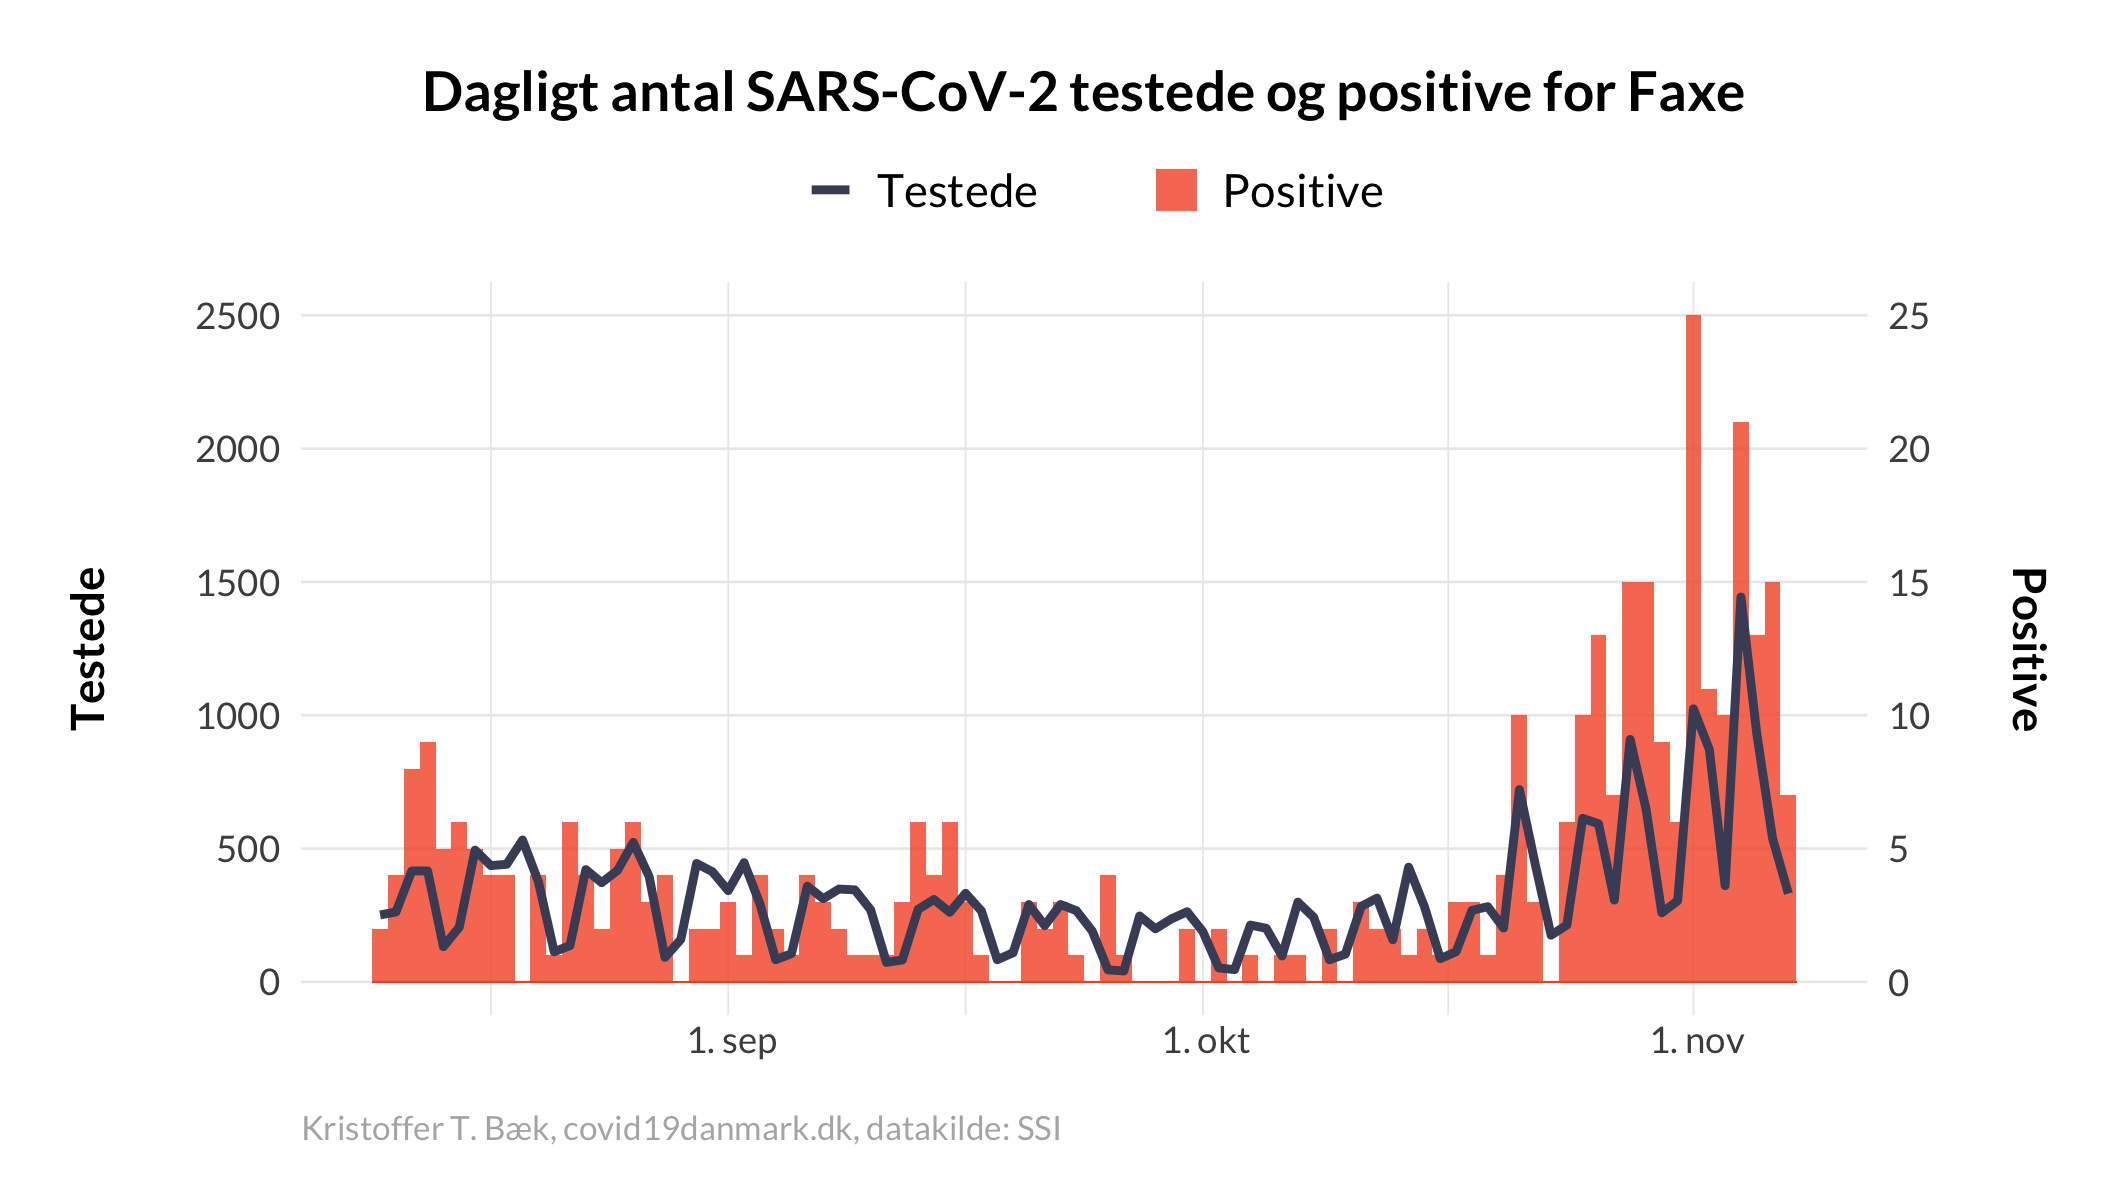 Dagligt antal SARS-CoV-2 testede og positive for Faxe
Testede
Positive
2500
2000
1500
1000
500
0
25
20
15
10
5
0
Testede
Positive
1. sep
1. okt
1. nov
Kristoffer T. Bæk, covid19danmark.dk, datakilde: SSI